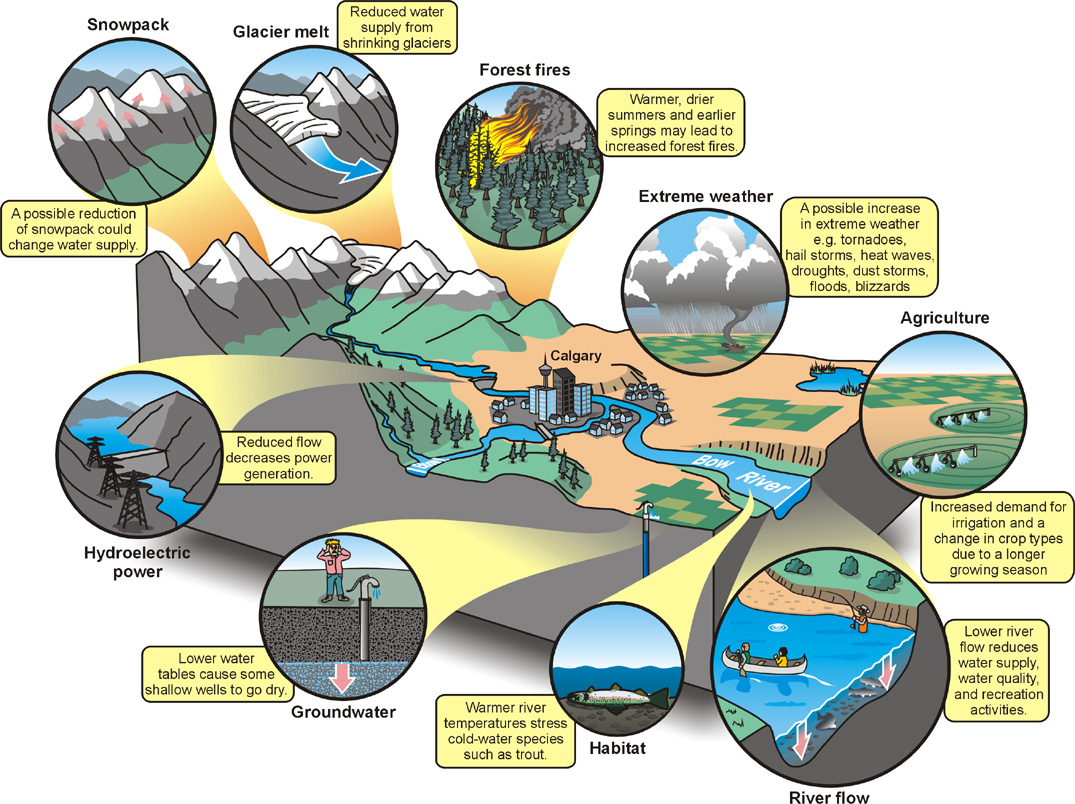 Snowpack
A possible reduction
of snowpack could
change water supply.
Glacier melt
Reduced water
supply from
shrinking glaciers
Forest fires
Warmer, drier
summers and earlier
springs may lead to
increased forest fires.
Extreme weather
A possible increase
in extreme weather
e.g. tornadoes,
hail storms, heat waves,
droughts, dust storms,
floods, blizzards
Agriculture
Increased demand for
irrigation and a
change in crop types
due to a longer
growing season
Calgary
Bow River
Reduced flow
decreases power
generation.
Hydroelectric
power
Lower water
tables cause some
shallow wells to go dry.
Groundwater
Warmer river
temperatures stress
cold-water species
such as trout.
Habitat
Lower river
flow reduces
water supply,
water quality,
and recreation
activities.
River flow